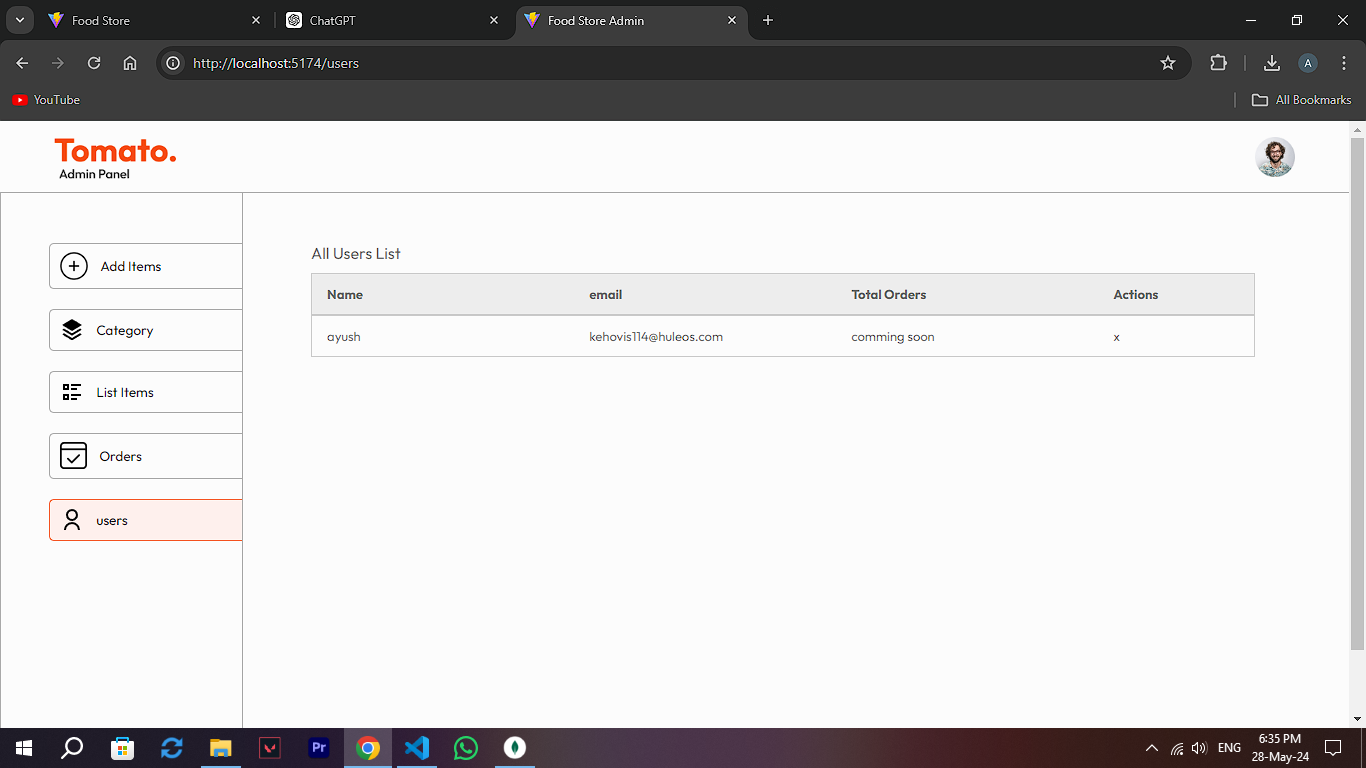 Food Store
ChatGPT
Food Store Admin
http://localhost:5174/users
A
YouTube
All Bookmarks
Tomato.
Admin Panel
Add Items
Category
List Items
Orders
users
All Users List
Name email Total Orders Actions
ayush kehovis114@huleos.com comming soon x
Pr
ENG
6:35 PM
28-May-24